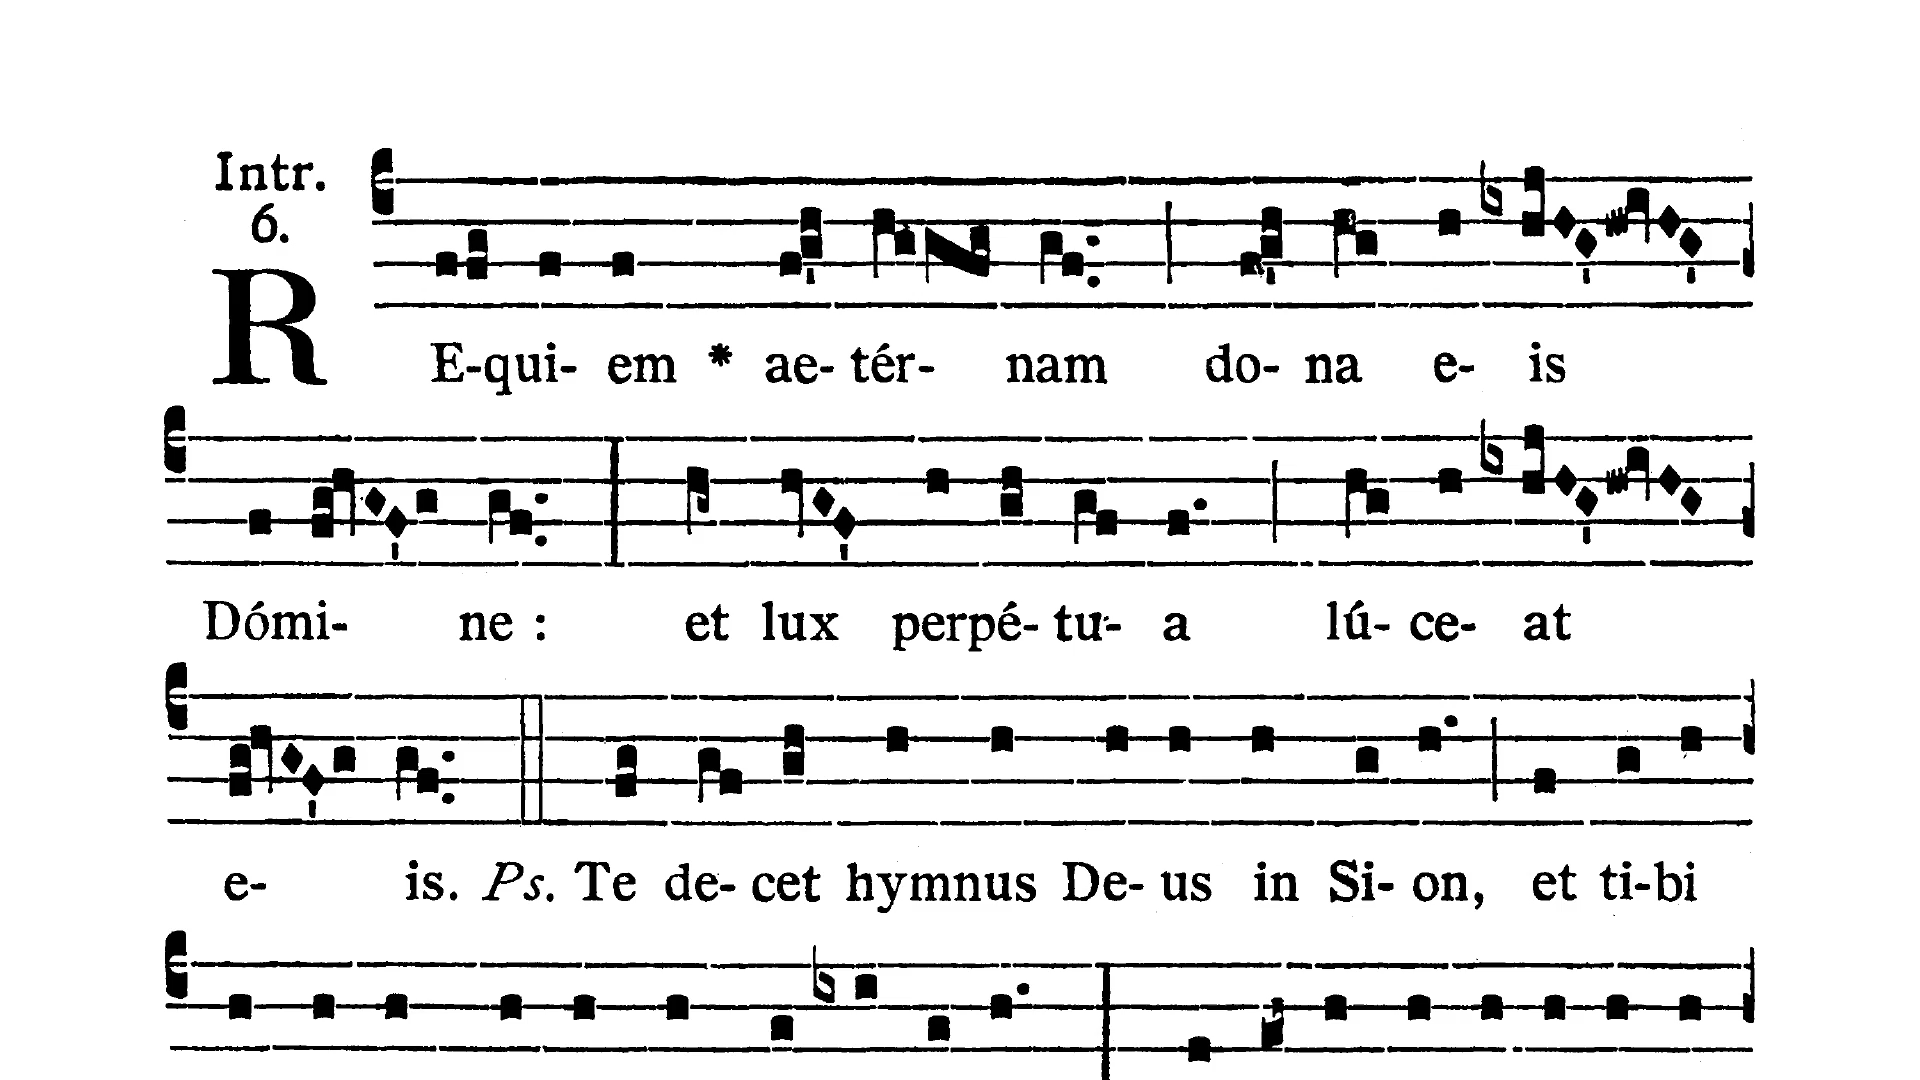 Intr.
6.
RE-qui- em * ae- tér- nam do- na e- is
Dómi- ne : et lux perpé- tu- a lú- ce- at
e- is. Ps. Te de- cet hymnus De- us in Si- on, et ti-bi